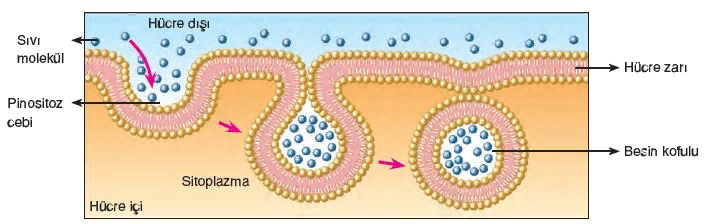 Hücre dışı
Sıvı
molekül
Hücre zarı
Pinositoz
cebi
Besin kofulu
Sitoplazma
Hücre içi